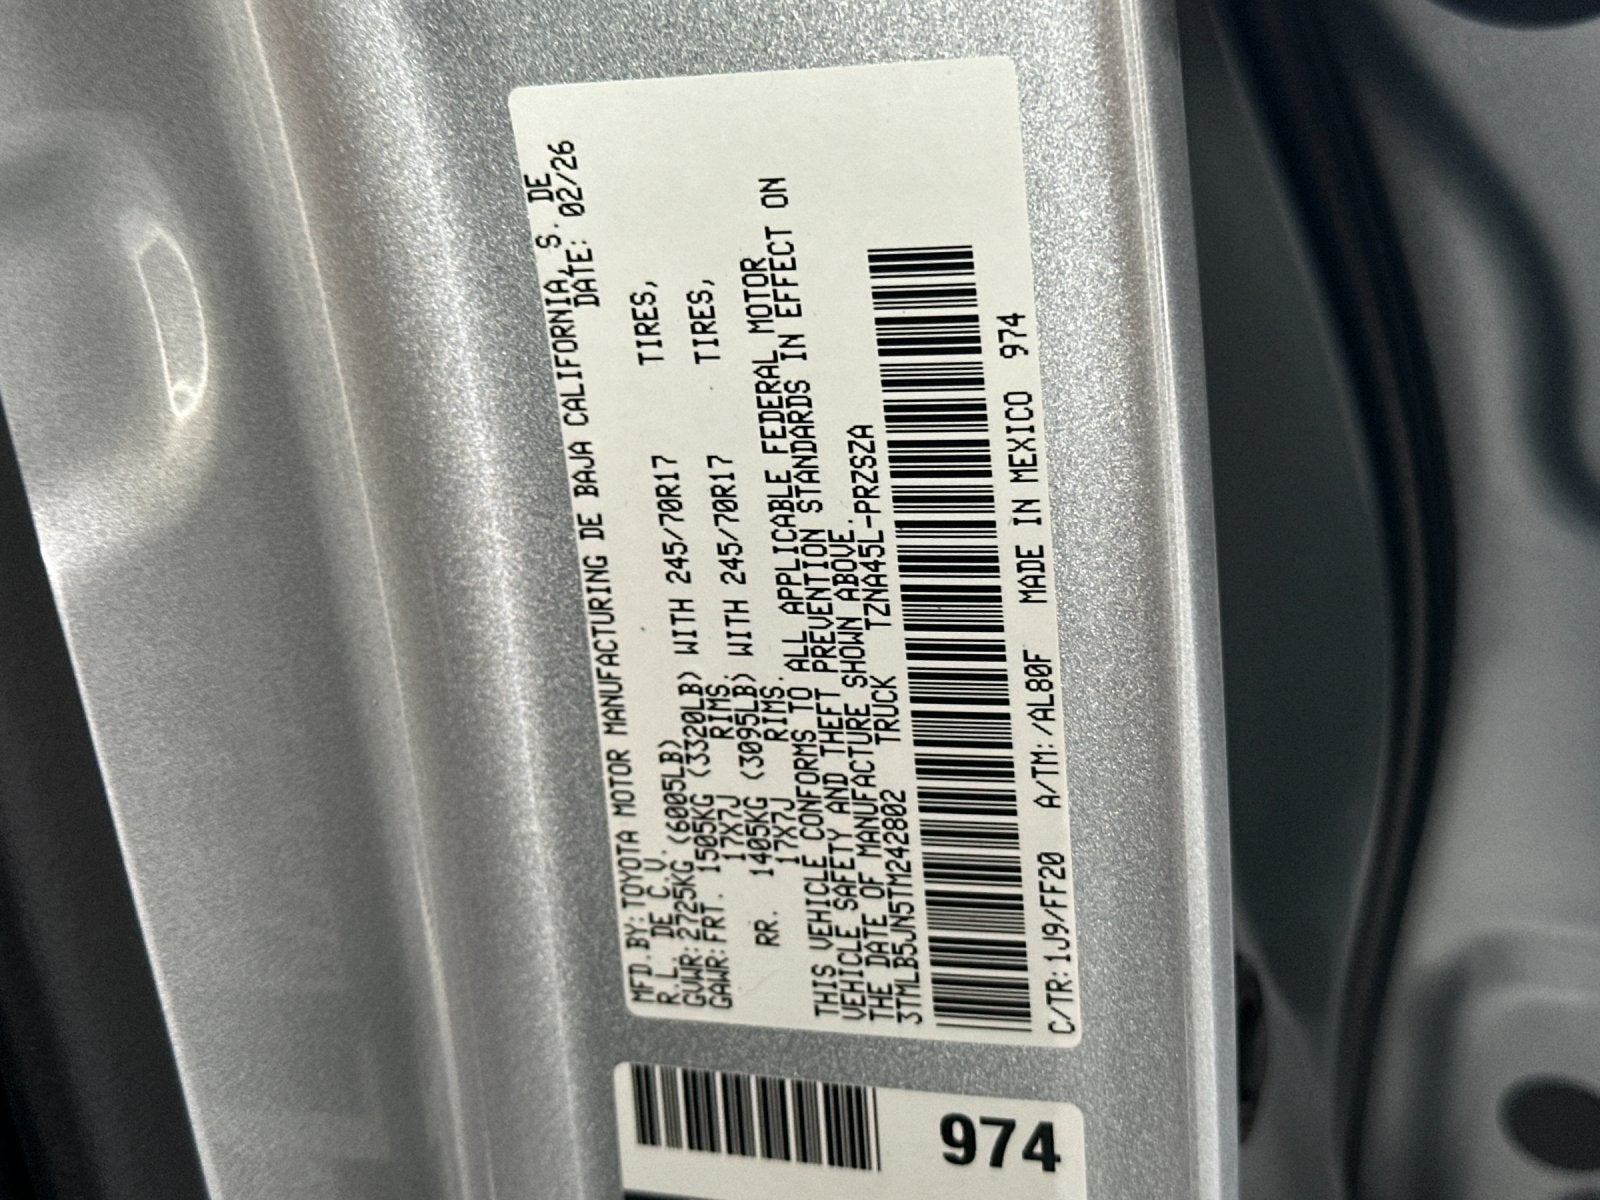 MFD.BY:TOYOTA MOTOR MANUFACTURING DE BAJA CALIFORNIA, S. DE
R.L. DE C.V. DATE: 02/26
GVWR:2725KG (6005LB)
GAWR:FRT. 1505KG (3320LB) WITH 245/70R17 TIRES,
17X7J RIMS.
RR. 1405KG (3095LB) WITH 245/70R17 TIRES,
17X7J RIMS.
THIS VEHICLE CONFORMS TO ALL APPLICABLE FEDERAL MOTOR
VEHICLE SAFETY AND THEFT PREVENTION STANDARDS IN EFFECT ON
THE DATE OF MANUFACTURE SHOWN ABOVE.
3TMLB5JN5TM242802 TRUCK TZNA45L-PRZSZA
C/TR:1J9/FF20 A/TM:/AL80F MADE IN MEXICO 974
974